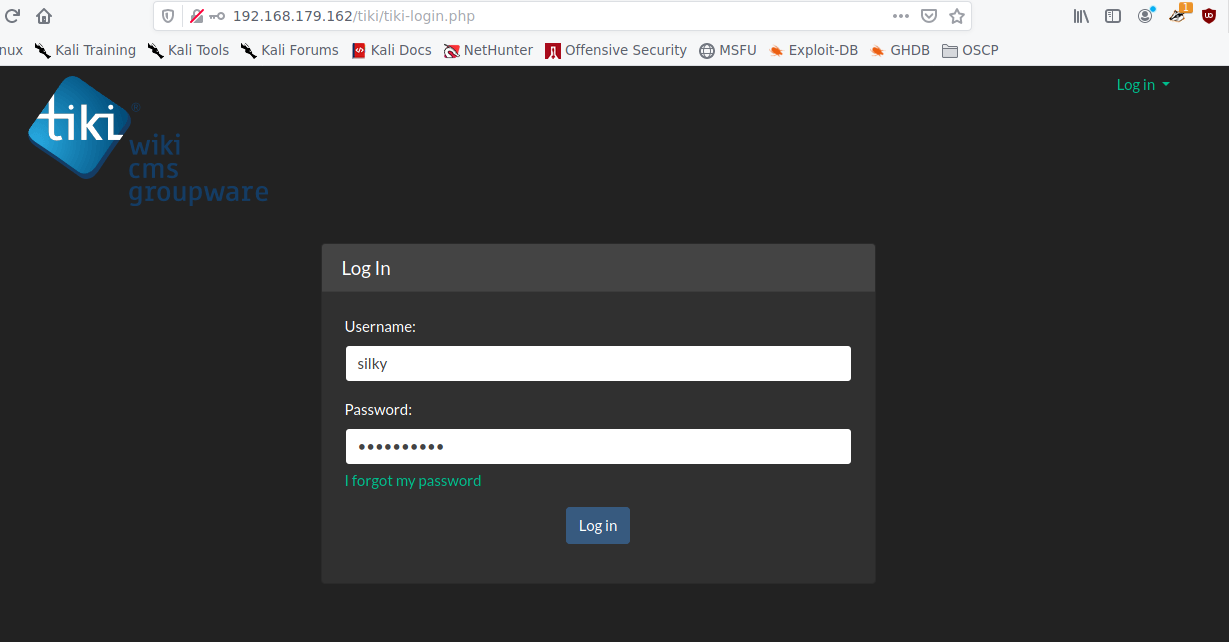 192.168.179.162/tiki/tiki-login.php
1
UD
nux Kali Training Kali Tools Kali Forums Kali Docs NetHunter Offensive Security MSFU Exploit-DB GHDB OSCP
Log in
tiki®
wiki
cms
groupware
Log In
Username:
silky
Password:
••••••••••
I forgot my password
Log in